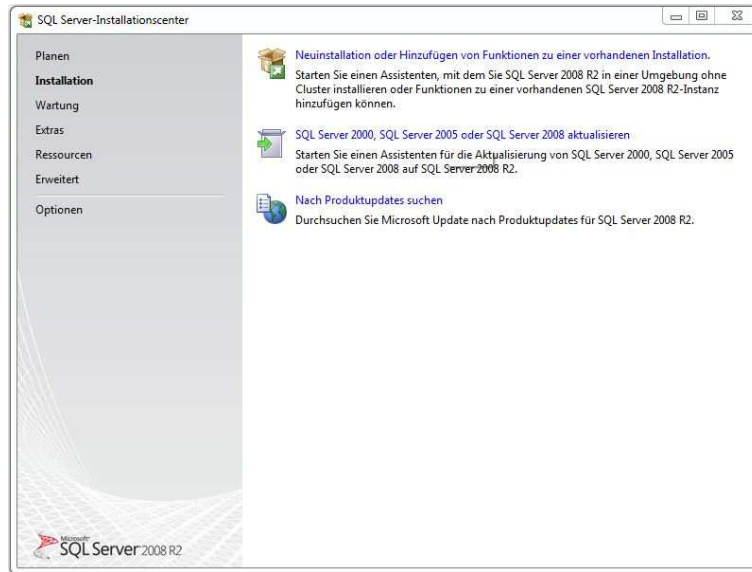 SQL Server-Installationscenter
Planen
Installation
Wartung
Extras
Ressourcen
Erweitert
Optionen
Neuinstallation oder Hinzufügen von Funktionen zu einer vorhandenen Installation.
Starten Sie einen Assistenten, mit dem Sie SQL Server 2008 R2 in einer Umgebung ohne
Cluster installieren oder Funktionen zu einer vorhandenen SQL Server 2008 R2-Instanz
hinzufügen können.
SQL Server 2000, SQL Server 2005 oder SQL Server 2008 aktualisieren
Starten Sie einen Assistenten für die Aktualisierung von SQL Server 2000, SQL Server 2005
oder SQL Server 2008 auf SQL Server 2008 R2.
Nach Produktupdates suchen
Durchsuchen Sie Microsoft Update nach Produktupdates für SQL Server 2008 R2.
Microsoft
SQL Server 2008 R2